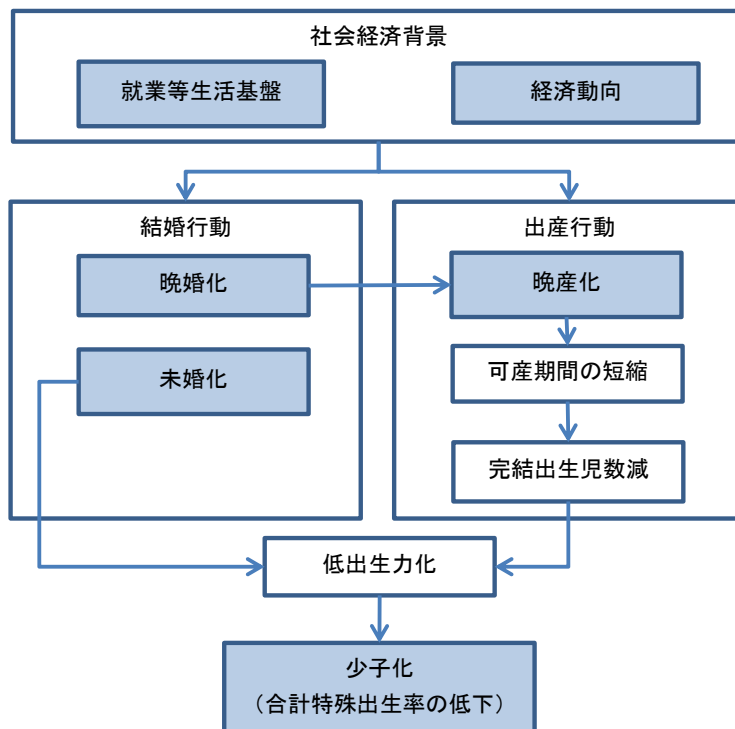 社会経済背景
就業等生活基盤
経済動向
結婚行動
出産行動
晩婚化
晩産化
未婚化
可産期間の短縮
完結出生児数減
低出生力化
少子化
（合計特殊出生率の低下）